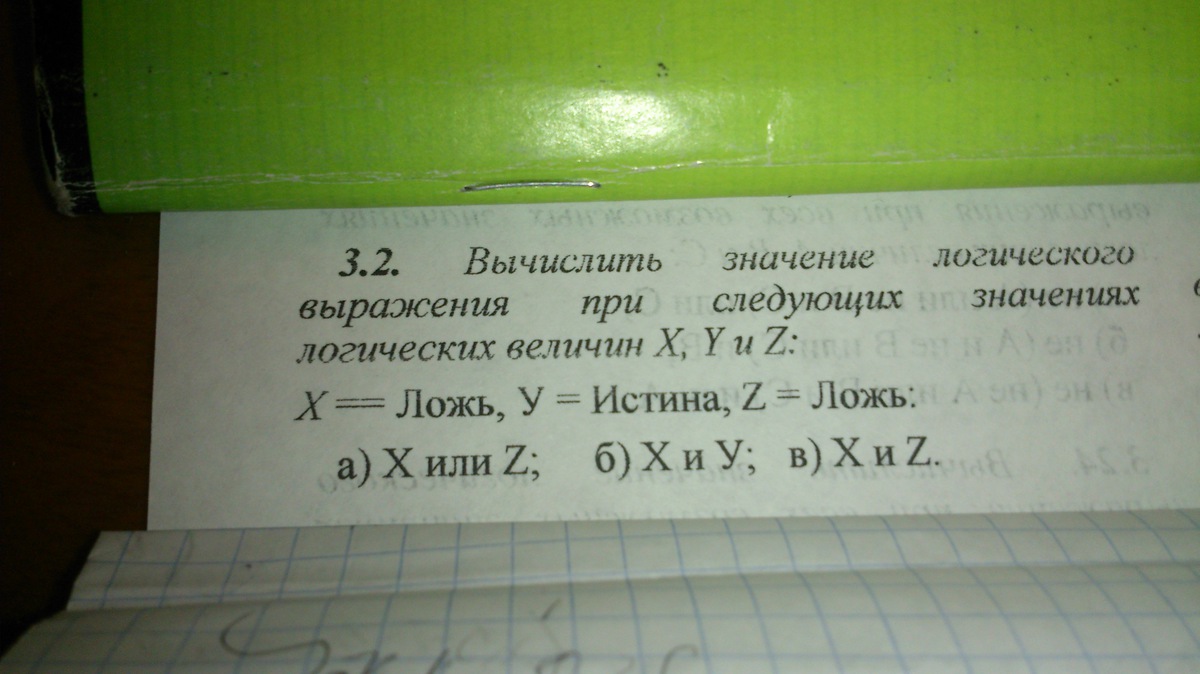 3.2. Вычислить значение логического
выражения при следующих значениях
логических величин X, Y и Z:
X == Ложь, У = Истина, Z = Ложь:
а) X или Z; б) X и У; в) X и Z.